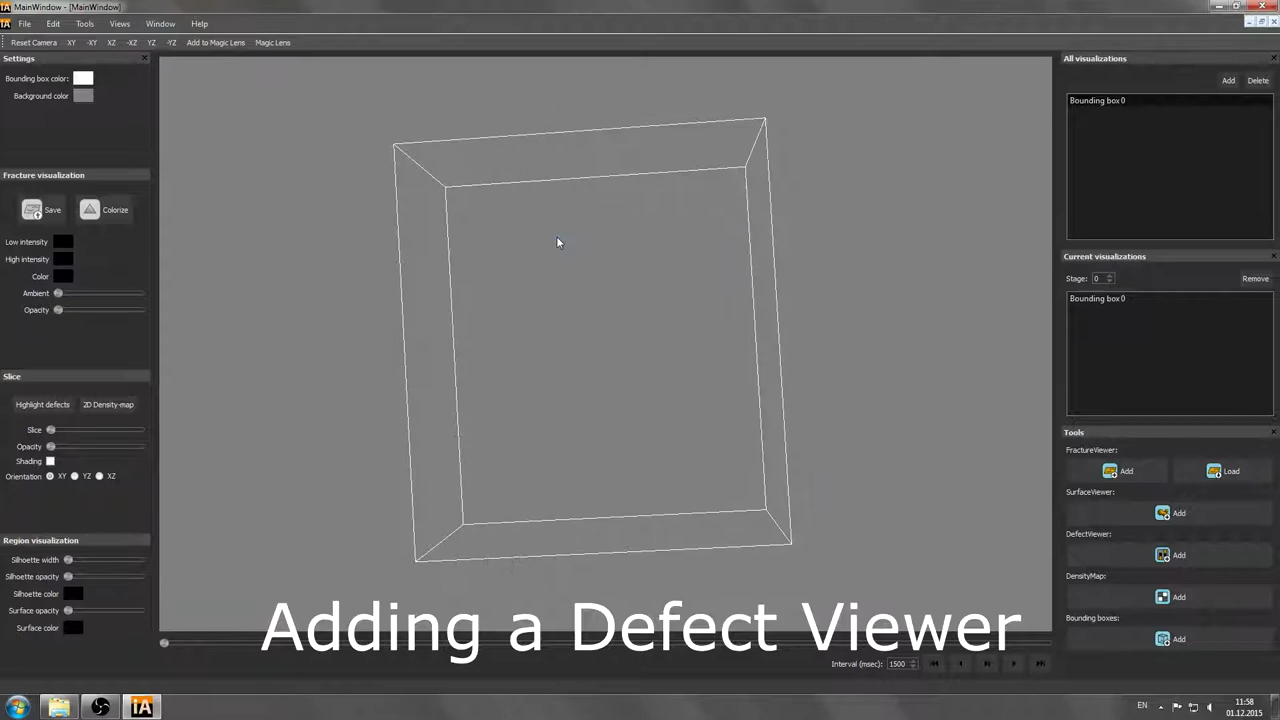 MainWindow - [MainWindow]
File Edit Tools Views Window Help
Reset Camera XY -XY XZ -XZ YZ -YZ Add to Magic Lens Magic Lens
Settings
Bounding box color:
Background color
Fracture visualization
Save Colorize
Low intensity
High intensity
Color
Ambient
Opacity
Slice
Highlight defects 2D Density-map
Slice
Opacity
Shading
Orientation XY YZ XZ
Region visualization
Silhoette width
Silhoette opacity
Silhoette color
Surface opacity
Surface color
All visualizations
Add Delete
Bounding box 0
Current visualizations
Stage: 0 Remove
Bounding box 0
Tools
FractureViewer:
Add Load
SurfaceViewer:
Add
DefectViewer:
Add
DensityMap:
Add
Bounding boxes:
Add
Adding a Defect Viewer
Interval (msec): 1500
iA
EN
11:58
01.12.2015